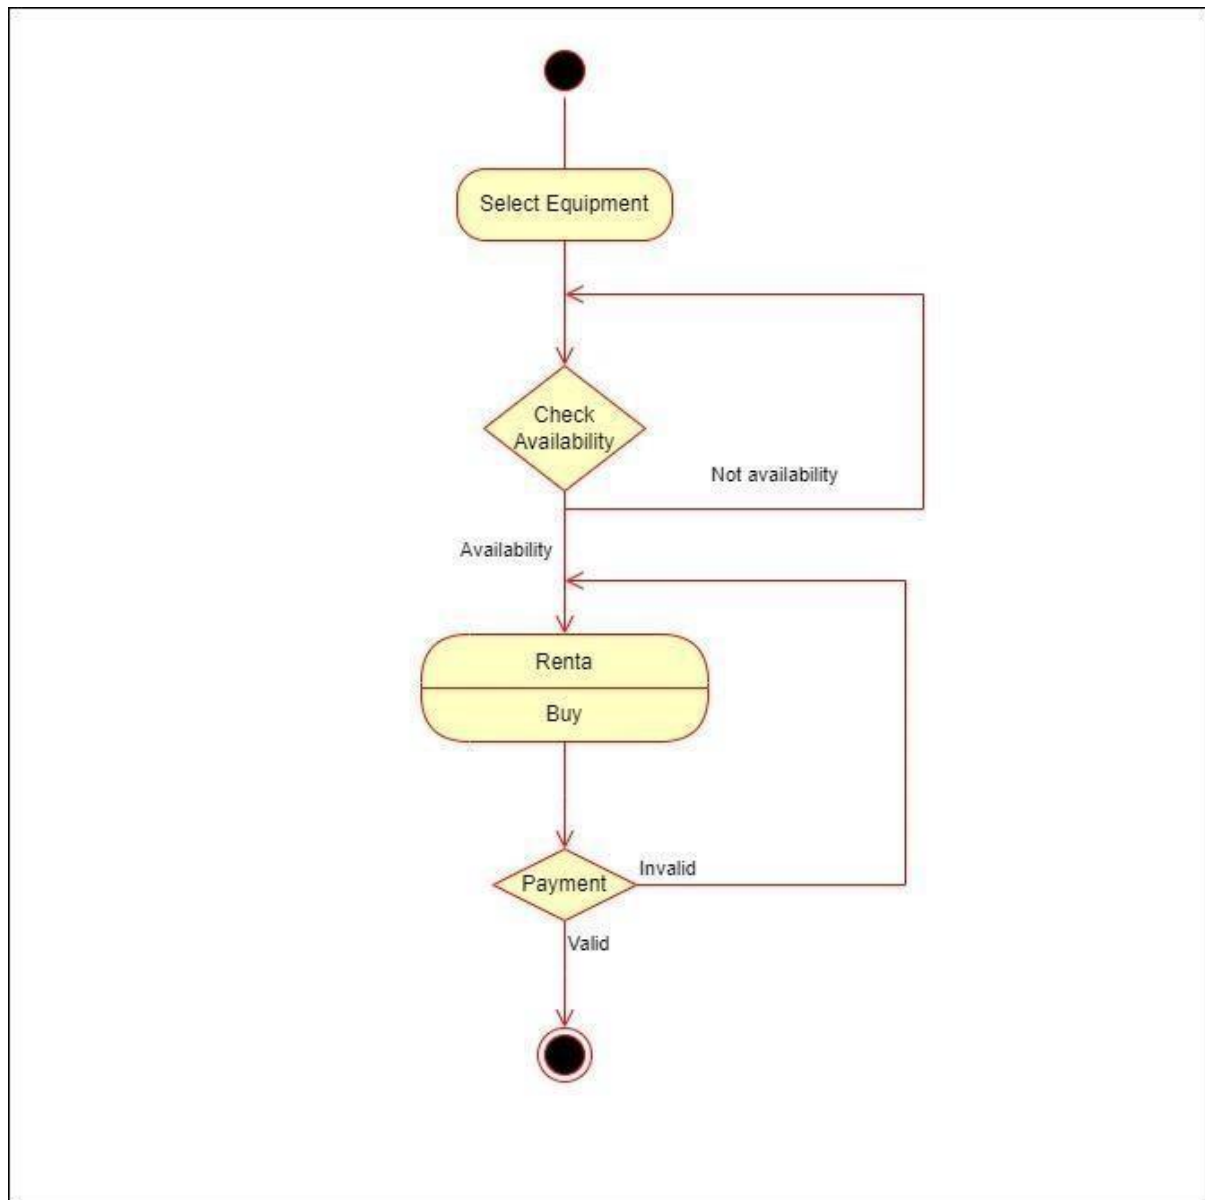 Select Equipment
Check
Availability
Not availability
Availability
Renta
Buy
Payment
Invalid
Valid